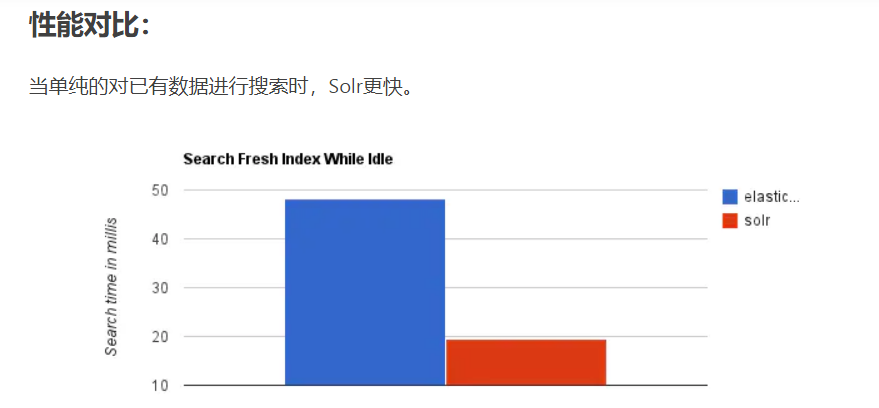 性能对比：
当单纯的对已有数据进行搜索时，Solr更快。
Search Fresh Index While Idle
50
40
30
20
10
Search time in millis
elastic...
solr